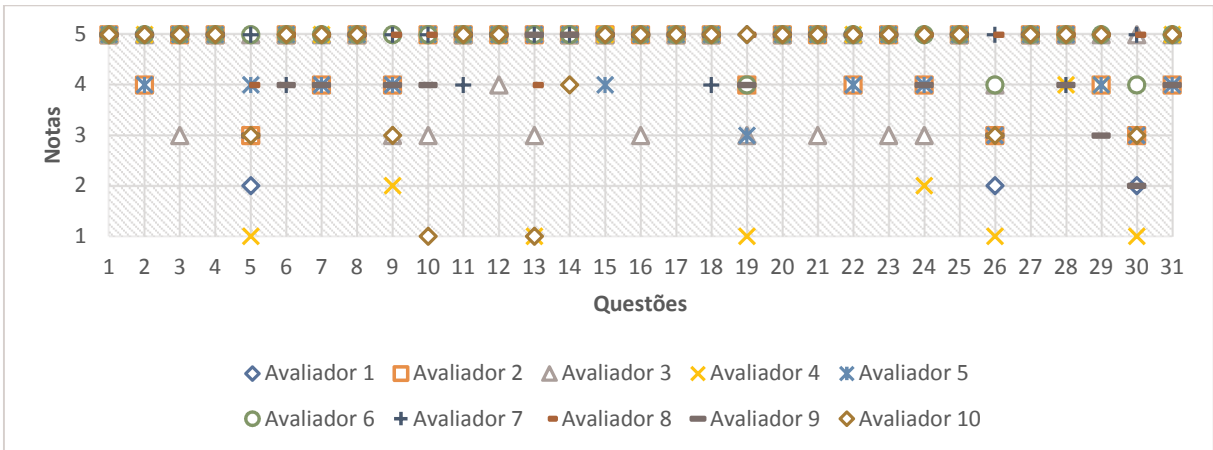 Notas
5
4
3
2
1
1 2 3 4 5 6 7 8 9 10 11 12 13 14 15 16 17 18 19 20 21 22 23 24 25 26 27 28 29 30 31
Questões
Avaliador 1 Avaliador 2 Avaliador 3 Avaliador 4 Avaliador 5
Avaliador 6 Avaliador 7 Avaliador 8 Avaliador 9 Avaliador 10